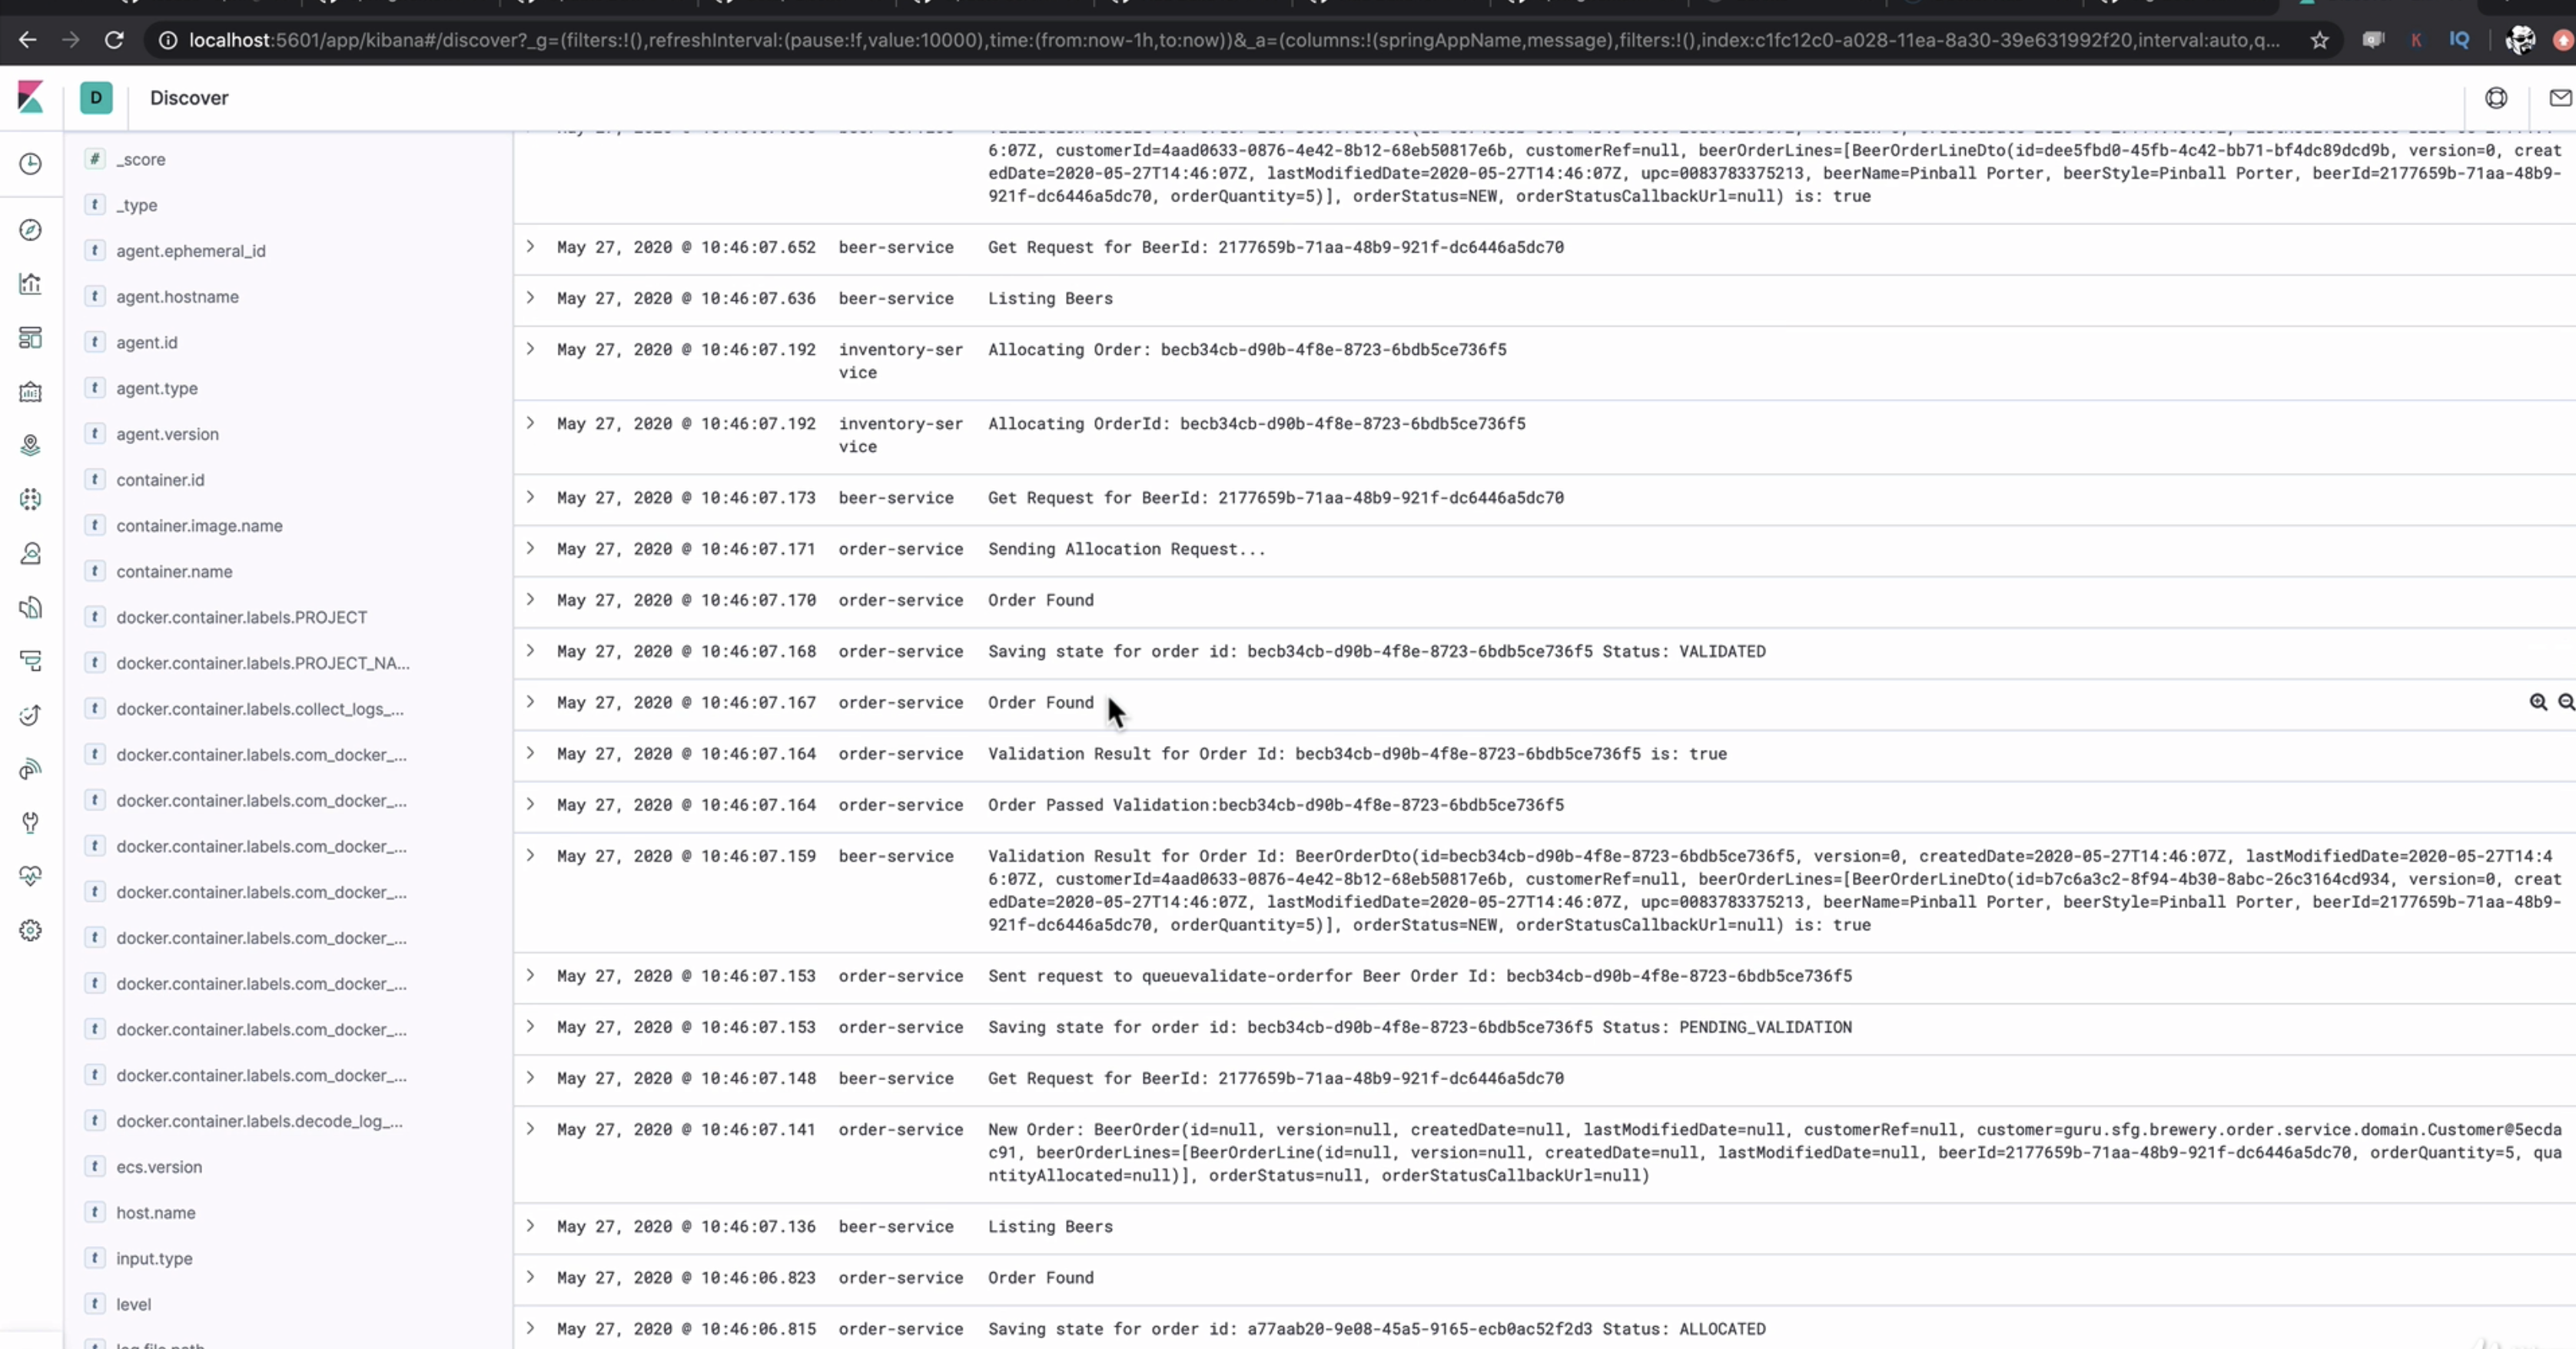 localhost:5601/app/kibana#/discover?_g=(filters:!(),refreshInterval:(pause:!f,value:10000),time:(from:now-1h,to:now))&_a=(columns:!(springAppName,message),filters:!(),index:c1fc12c0-a028-11ea-8a30-39e631992f20,interval:auto,q...
K
IQ
D
Discover
# _score
t _type
t agent.ephemeral_id
t agent.hostname
t agent.id
t agent.type
t agent.version
t container.id
t container.image.name
t container.name
t docker.container.labels.PROJECT
t docker.container.labels.PROJECT_NA...
t docker.container.labels.collect_logs_...
t docker.container.labels.com_docker_...
t docker.container.labels.com_docker_...
t docker.container.labels.com_docker_...
t docker.container.labels.com_docker_...
t docker.container.labels.com_docker_...
t docker.container.labels.com_docker_...
t docker.container.labels.com_docker_...
t docker.container.labels.com_docker_...
t docker.container.labels.decode_log_...
t ecs.version
t host.name
t input.type
t level
6:07Z, customerId=4aad0633-0876-4e42-8b12-68eb50817e6b, customerRef=null, beerOrderLines=[BeerOrderLineDto(id=dee5fbd0-45fb-4c42-bb71-bf4dc89dcd9b, version=0, creat
edDate=2020-05-27T14:46:07Z, lastModifiedDate=2020-05-27T14:46:07Z, upc=0083783375213, beerName=Pinball Porter, beerStyle=Pinball Porter, beerId=2177659b-71aa-48b9-
921f-dc6446a5dc70, orderQuantity=5)], orderStatus=NEW, orderStatusCallbackUrl=null) is: true
May 27, 2020 @ 10:46:07.652 beer-service Get Request for BeerId: 2177659b-71aa-48b9-921f-dc6446a5dc70
May 27, 2020 @ 10:46:07.636 beer-service Listing Beers
May 27, 2020 @ 10:46:07.192 inventory-ser Allocating Order: becb34cb-d90b-4f8e-8723-6bdb5ce736f5
vice
May 27, 2020 @ 10:46:07.192 inventory-ser Allocating OrderId: becb34cb-d90b-4f8e-8723-6bdb5ce736f5
vice
May 27, 2020 @ 10:46:07.173 beer-service Get Request for BeerId: 2177659b-71aa-48b9-921f-dc6446a5dc70
May 27, 2020 @ 10:46:07.171 order-service Sending Allocation Request...
May 27, 2020 @ 10:46:07.170 order-service Order Found
May 27, 2020 @ 10:46:07.168 order-service Saving state for order id: becb34cb-d90b-4f8e-8723-6bdb5ce736f5 Status: VALIDATED
May 27, 2020 @ 10:46:07.167 order-service Order Found
May 27, 2020 @ 10:46:07.164 order-service Validation Result for Order Id: becb34cb-d90b-4f8e-8723-6bdb5ce736f5 is: true
May 27, 2020 @ 10:46:07.164 order-service Order Passed Validation:becb34cb-d90b-4f8e-8723-6bdb5ce736f5
May 27, 2020 @ 10:46:07.159 beer-service Validation Result for Order Id: BeerOrderDto(id=becb34cb-d90b-4f8e-8723-6bdb5ce736f5, version=0, createdDate=2020-05-27T14:46:07Z, lastModifiedDate=2020-05-27T14:4
6:07Z, customerId=4aad0633-0876-4e42-8b12-68eb50817e6b, customerRef=null, beerOrderLines=[BeerOrderLineDto(id=b7c6a3c2-8f94-4b30-8abc-26c3164cd934, version=0, creat
edDate=2020-05-27T14:46:07Z, lastModifiedDate=2020-05-27T14:46:07Z, upc=0083783375213, beerName=Pinball Porter, beerStyle=Pinball Porter, beerId=2177659b-71aa-48b9-
921f-dc6446a5dc70, orderQuantity=5)], orderStatus=NEW, orderStatusCallbackUrl=null) is: true
May 27, 2020 @ 10:46:07.153 order-service Sent request to queuevalidate-orderfor Beer Order Id: becb34cb-d90b-4f8e-8723-6bdb5ce736f5
May 27, 2020 @ 10:46:07.153 order-service Saving state for order id: becb34cb-d90b-4f8e-8723-6bdb5ce736f5 Status: PENDING_VALIDATION
May 27, 2020 @ 10:46:07.148 beer-service Get Request for BeerId: 2177659b-71aa-48b9-921f-dc6446a5dc70
May 27, 2020 @ 10:46:07.141 order-service New Order: BeerOrder(id=null, version=null, createdDate=null, lastModifiedDate=null, customerRef=null, customer=guru.sfg.brewery.order.service.domain.Customer@5ecda
c91, beerOrderLines=[BeerOrderLine(id=null, version=null, createdDate=null, lastModifiedDate=null, beerId=2177659b-71aa-48b9-921f-dc6446a5dc70, orderQuantity=5, qua
ntityAllocated=null)], orderStatus=null, orderStatusCallbackUrl=null)
May 27, 2020 @ 10:46:07.136 beer-service Listing Beers
May 27, 2020 @ 10:46:06.823 order-service Order Found
May 27, 2020 @ 10:46:06.815 order-service Saving state for order id: a77aab20-9e08-45a5-9165-ecb0ac52f2d3 Status: ALLOCATED